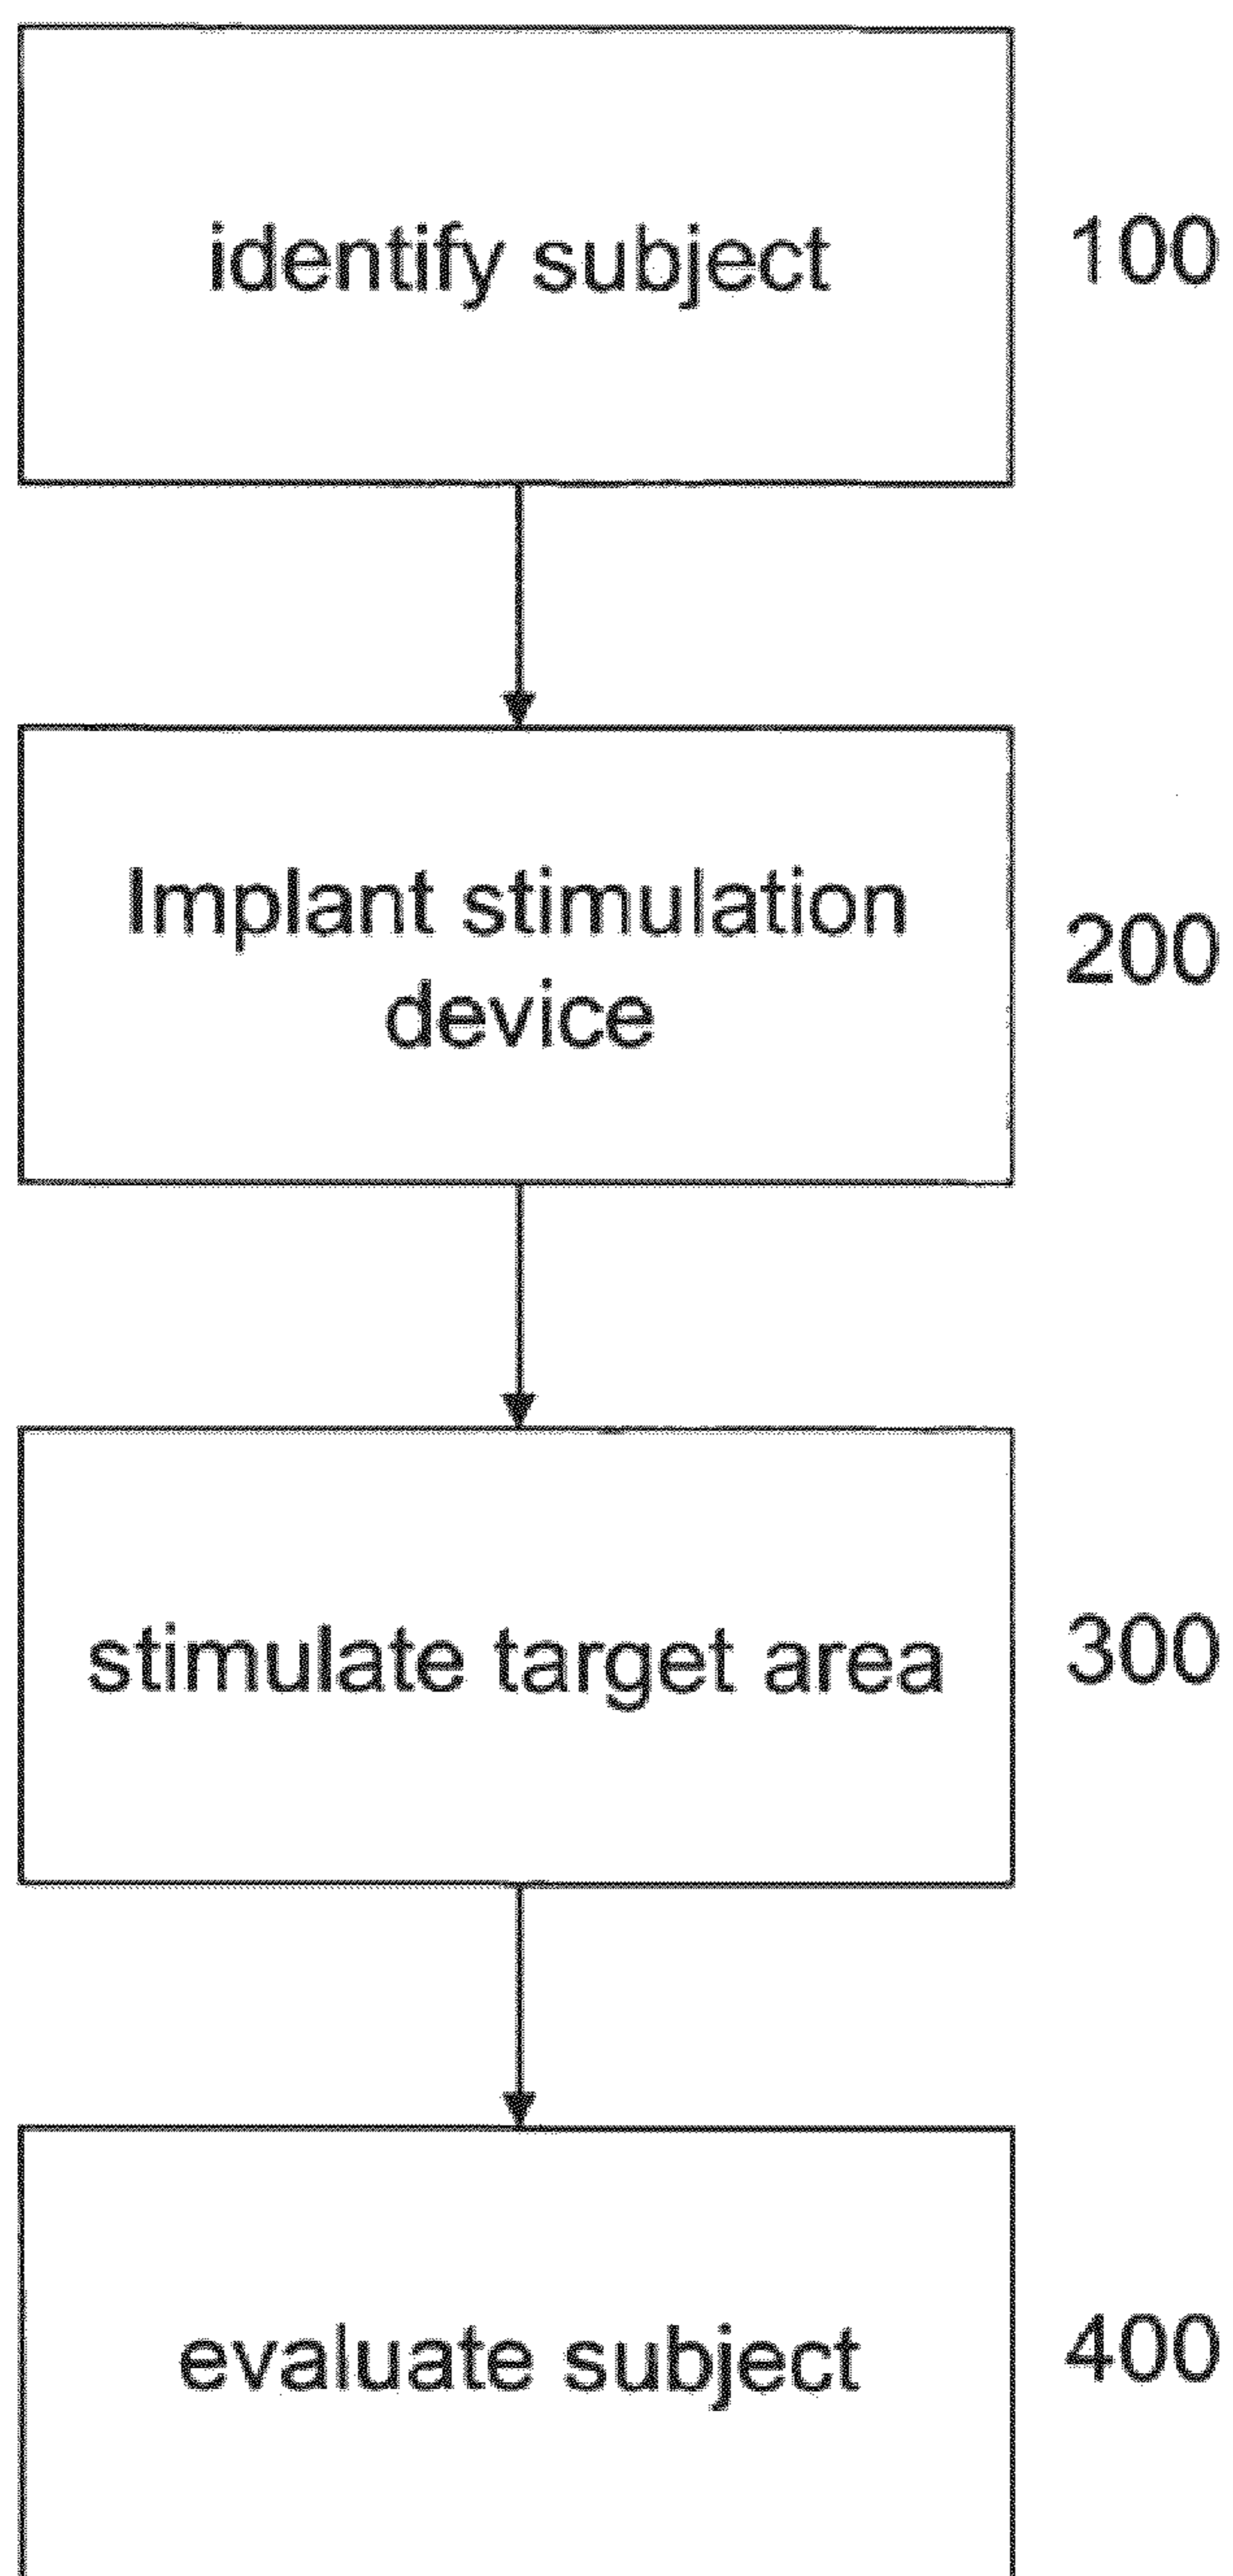 identify subject
100
Implant stimulation
device
200
stimulate target area
300
evaluate subject
400